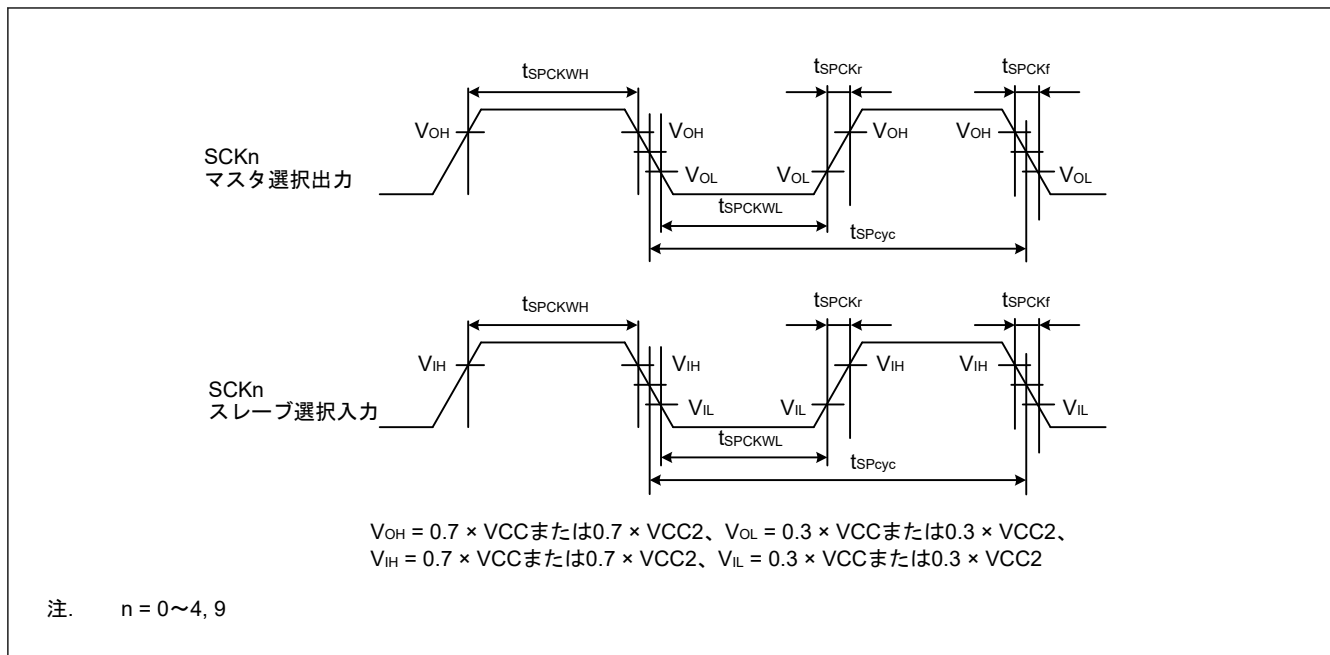 tSPCKWH
tSPCKr
tSPCKf
VOH
VOH
VOH
VOH
SCKn
マスタ選択出力
VOL
VOL
VOL
tSPCKWL
tSPcyc
tSPCKWH
tSPCKr
tSPCKf
VIH
VIH
VIH
VIH
SCKn
スレーブ選択入力
VIL
VIL
VIL
tSPCKWL
tSPcyc
VOH = 0.7 × VCCまたは0.7 × VCC2、VOL = 0.3 × VCCまたは0.3 × VCC2、
VIH = 0.7 × VCCまたは0.7 × VCC2、VIL = 0.3 × VCCまたは0.3 × VCC2
注. n = 0～4, 9